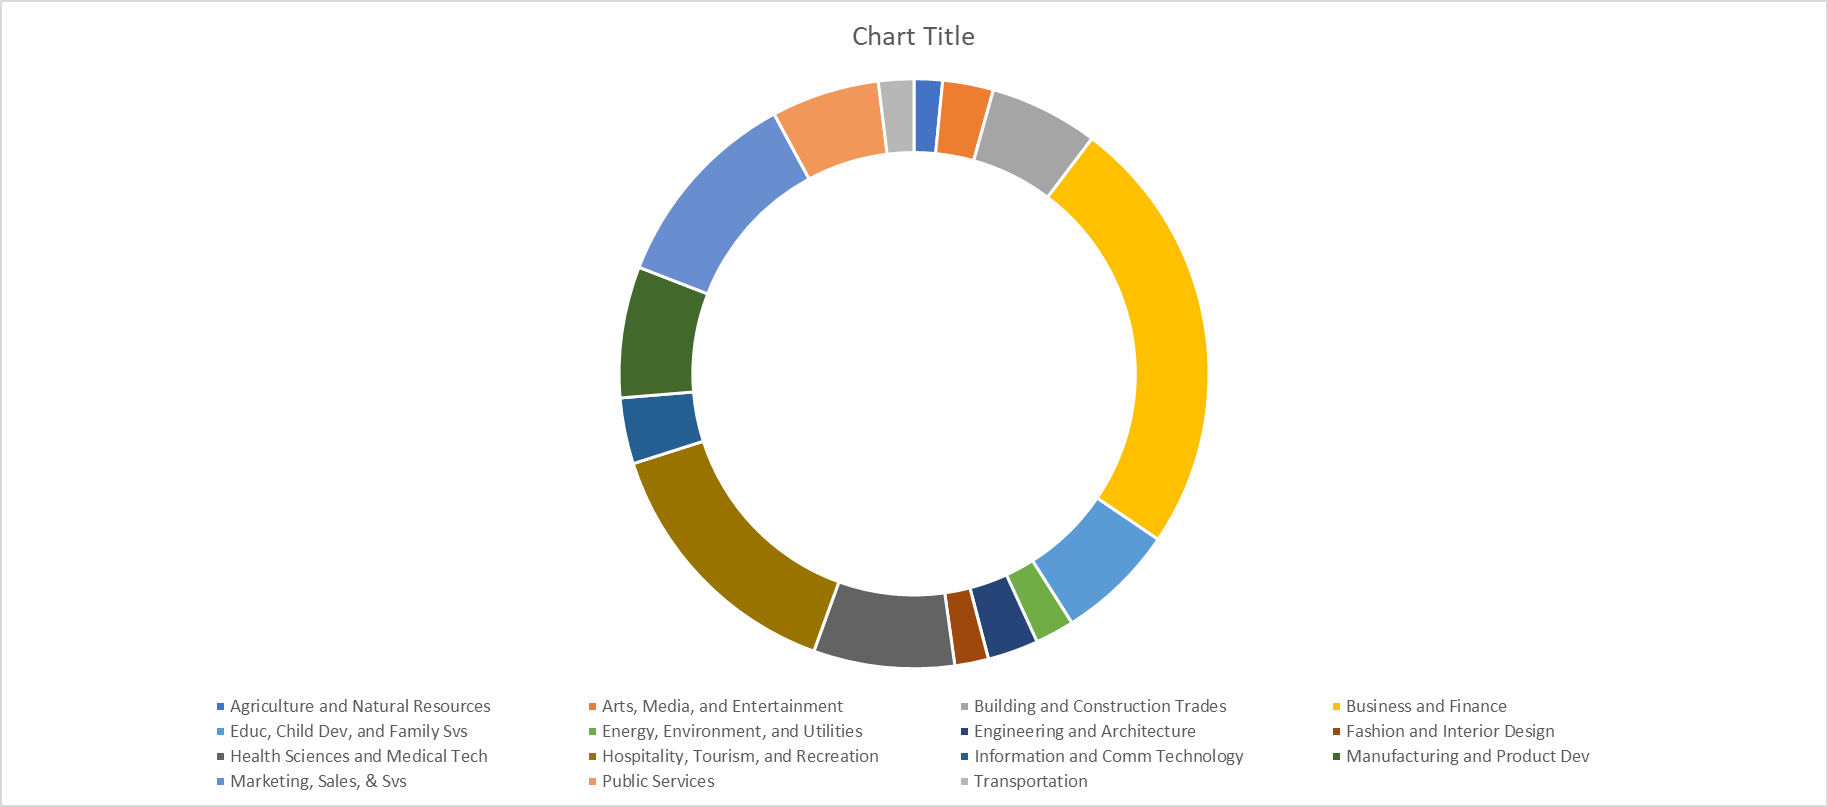 Chart Title
Agriculture and Natural Resources
Arts, Media, and Entertainment
Building and Construction Trades
Business and Finance
Educ, Child Dev, and Family Svs
Energy, Environment, and Utilities
Engineering and Architecture
Fashion and Interior Design
Health Sciences and Medical Tech
Hospitality, Tourism, and Recreation
Information and Comm Technology
Manufacturing and Product Dev
Marketing, Sales, & Svs
Public Services
Transportation